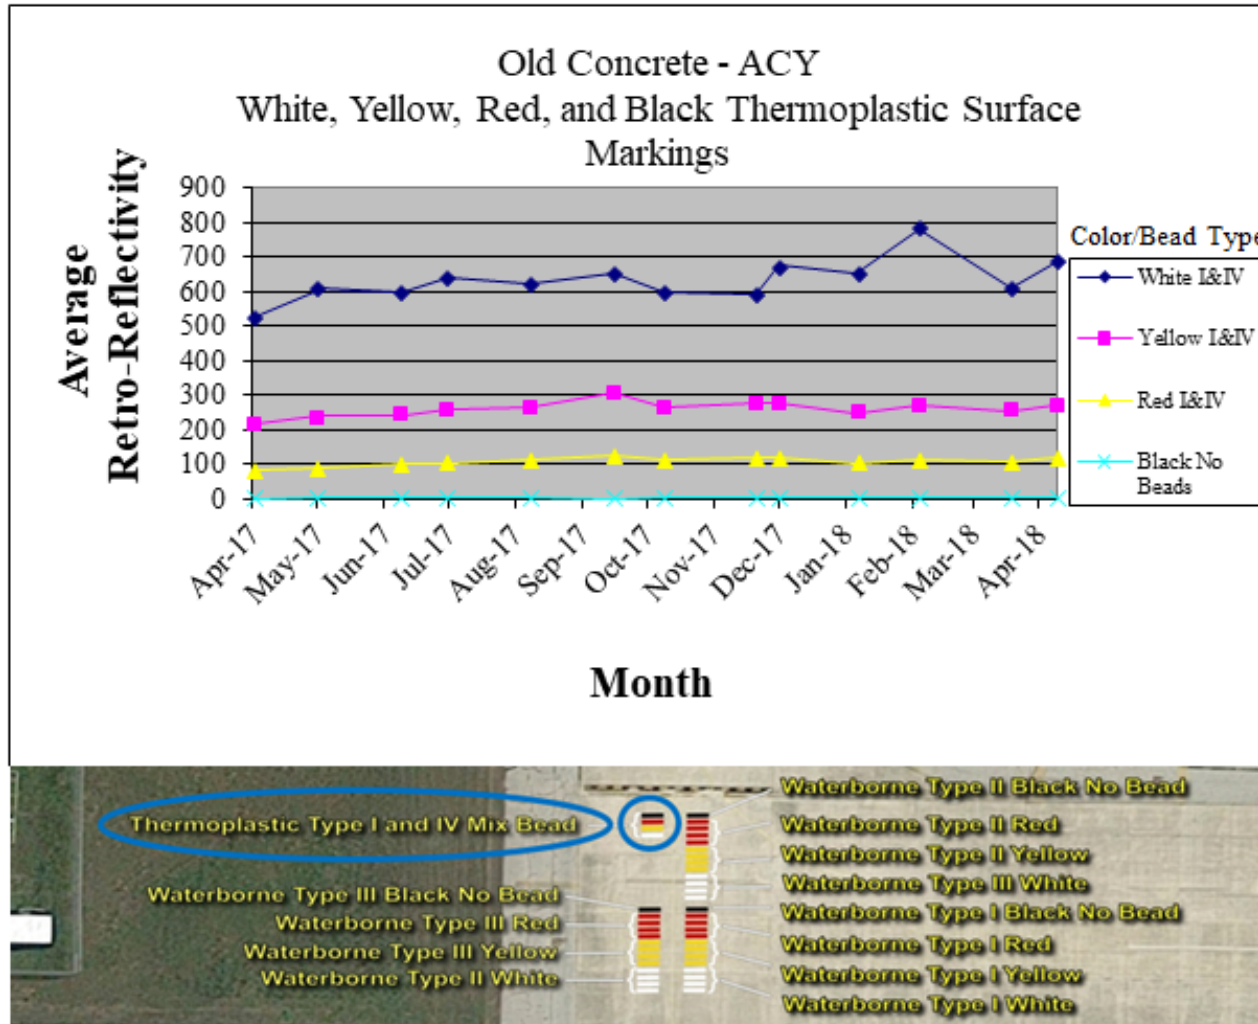 Old Concrete - ACY
White, Yellow, Red, and Black Thermoplastic Surface
Markings
Average
Retro-Reflectivity
900
800
700
600
500
400
300
200
100
0
Apr-17
May-17
Jun-17
Jul-17
Aug-17
Sep-17
Oct-17
Nov-17
Dec-17
Jan-18
Feb-18
Mar-18
Apr-18
Month
Color/Bead Type
White I&IV
Yellow I&IV
Red I&IV
Black No
Beads
Thermoplastic Type I and IV Mix Bead
Waterborne Type III Black No Bead
Waterborne Type III Red
Waterborne Type III Yellow
Waterborne Type II White
Waterborne Type II Black No Bead
Waterborne Type II Red
Waterborne Type II Yellow
Waterborne Type III White
Waterborne Type I Black No Bead
Waterborne Type I Red
Waterborne Type I Yellow
Waterborne Type I White